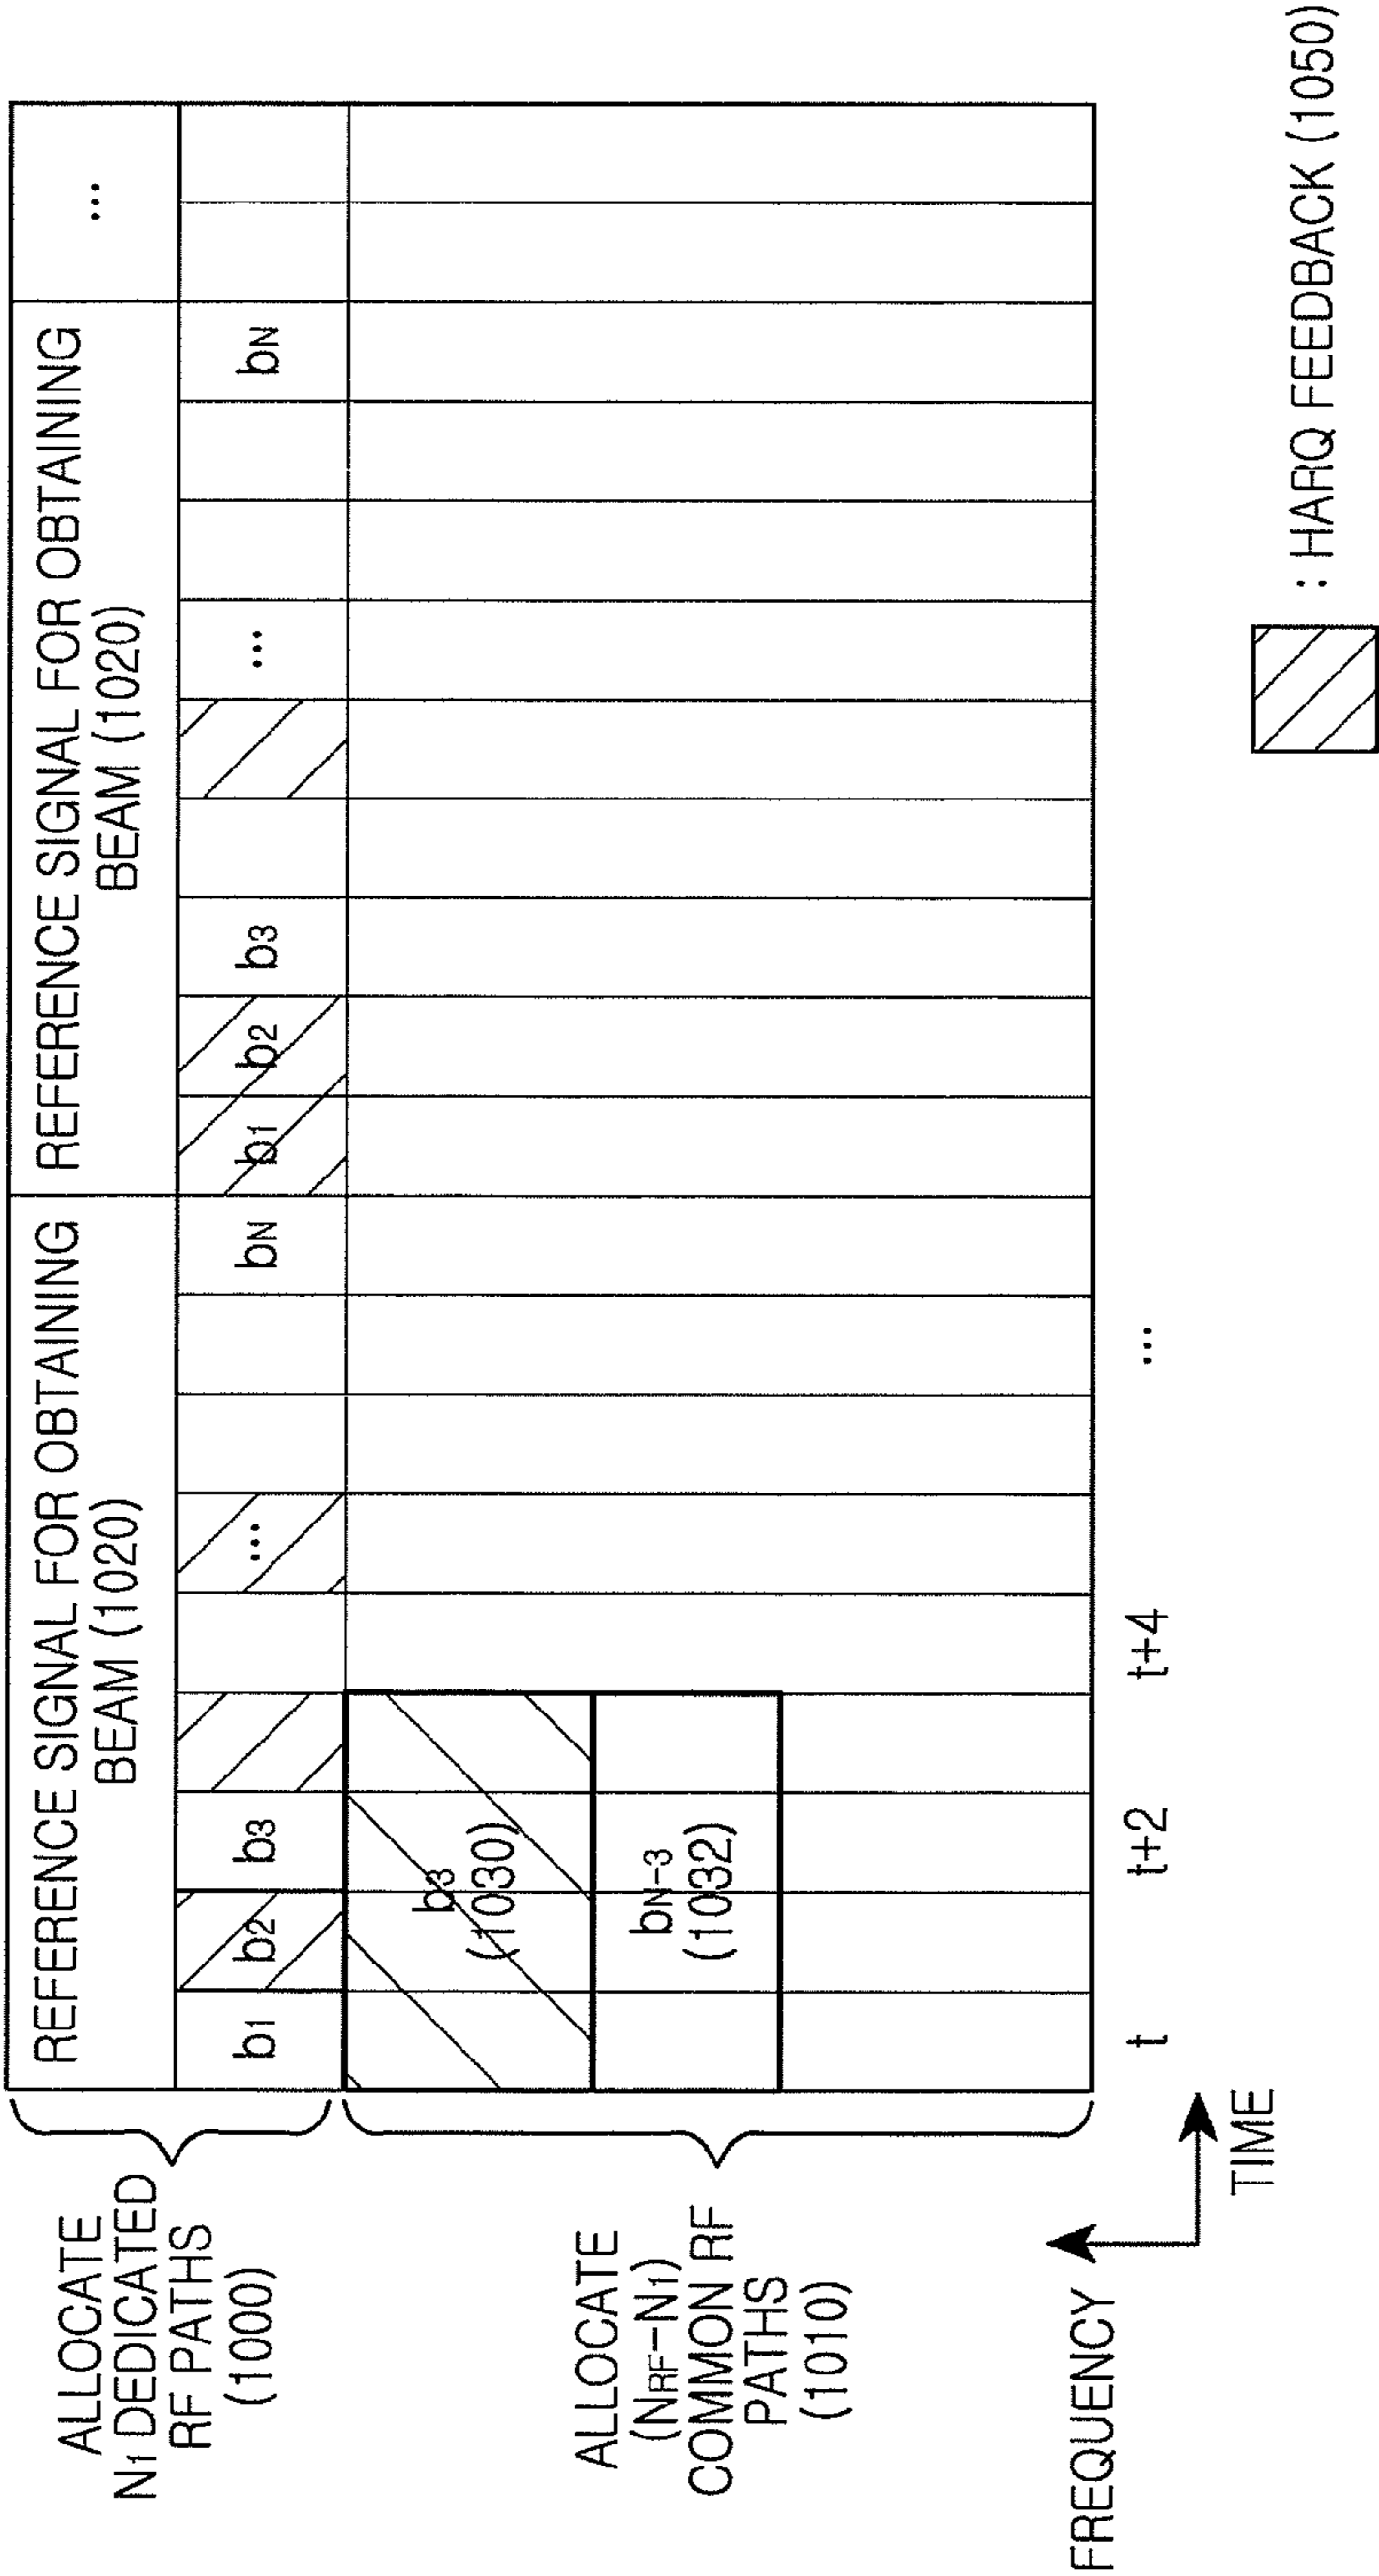 ALLOCATE
N1 DEDICATED
RF PATHS
(1000)
REFERENCE SIGNAL FOR OBTAINING
BEAM (1020)
REFERENCE SIGNAL FOR OBTAINING
BEAM (1020)
...
b1 b2 b3 ... bN b1 b2 b3 ... bN
ALLOCATE
(NRF-N1)
COMMON RF
PATHS
(1010)
b3
(1030)
bN-3
(1032)
t t+2 t+4 ...
FREQUENCY
TIME
: HARQ FEEDBACK (1050)